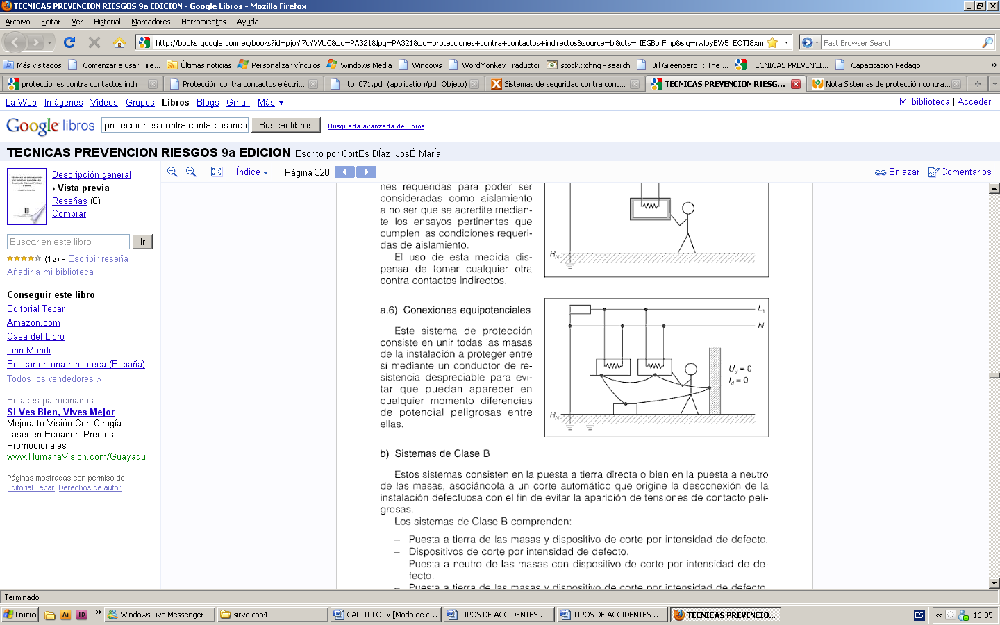 TECNICAS PREVENCION RIESGOS 9a EDICION - Google Libros - Mozilla Firefox
Archivo Editar Ver Historial Marcadores Herramientas Ayuda
http://books.google.com.ec/books?id=pjoYl7cYVVUC&pg=PA321&lpg=PA321&dq=protecciones+contra+contactos+indirectos&source=bl&ots=fIEGBbfFmp&sig=rwlpyEW5_EOTI8xm
Fast Browser Search
Más visitados Comenzar a usar Fire... Últimas noticias Personalizar vínculos Windows Media Windows WordMonkey Traductor stock.xchng - search Jill Greenberg :: The ... TECNICAS PREVENCI... Capacitacion Pedago... »
protecciones contra contactos indir... Protección contra contactos eléctri... ntp_071.pdf (application/pdf Objeto) Sistemas de seguridad contra cont... TECNICAS PREVENCION RIESG... Nota Sistemas de protección contra...
La Web Imágenes Vídeos Grupos Libros Blogs Gmail Más ▼ Mi biblioteca | Acceder
Google libros protecciones contra contactos indir Buscar libros Búsqueda avanzada de libros
TECNICAS PREVENCION RIESGOS 9a EDICION Escrito por CortÉs DÍaz, JosÉ MarÍa
Índice Página 320 Enlazar Comentarios
Descripción general
› Vista previa
Reseñas (0)
Comprar
Buscar en este libro Ir
(12) - Escribir reseña
Añadir a mi biblioteca
Conseguir este libro
Editorial Tebar
Amazon.com
Casa del Libro
Libri Mundi
Buscar en una biblioteca (España)
Todos los vendedores »
Enlaces patrocinados
Si Ves Bien, Vives Mejor
Mejora tu Visión Con Cirugía
Laser en Ecuador. Precios
Promocionales
www.HumanaVision.com/Guayaquil
Páginas mostradas con permiso de
Editorial Tebar. Derechos de autor.
nes requeridas para poder ser
consideradas como aislamiento
a no ser que se acredite median-
te los ensayos pertinentes que
cumplen las condiciones requeri-
das de aislamiento.
El uso de esta medida dis-
pensa de tomar cualquier otra
contra contactos indirectos.
R_N
a.6) Conexiones equipotenciales
Este sistema de protección
consiste en unir todas las masas
de la instalación a proteger entre
sí mediante un conductor de re-
sistencia despreciable para evi-
tar que puedan aparecer en
cualquier momento diferencias
de potencial peligrosas entre
ellas.
L₁
N
U_d = 0
I_d = 0
R_N
b) Sistemas de Clase B
Estos sistemas consisten en la puesta a tierra directa o bien en la puesta a neutro
de las masas, asociándola a un corte automático que origine la desconexión de la
instalación defectuosa con el fin de evitar la aparición de tensiones de contacto peli-
grosas.
Los sistemas de Clase B comprenden:
– Puesta a tierra de las masas y dispositivo de corte por intensidad de defecto.
– Dispositivos de corte por intensidad de defecto.
– Puesta a neutro de las masas con dispositivo de corte por intensidad de de-
fecto.
– Puesta a tierra de las masas y dispositivo de corte por intensidad de defecto
Terminado
Inicio Ai Id » Windows Live Messenger sirve cap4 CAPITULO IV [Modo de c... TIPOS DE ACCIDENTES ... TIPOS DE ACCIDENTES ... TECNICAS PREVENCIO... ES « 16:35